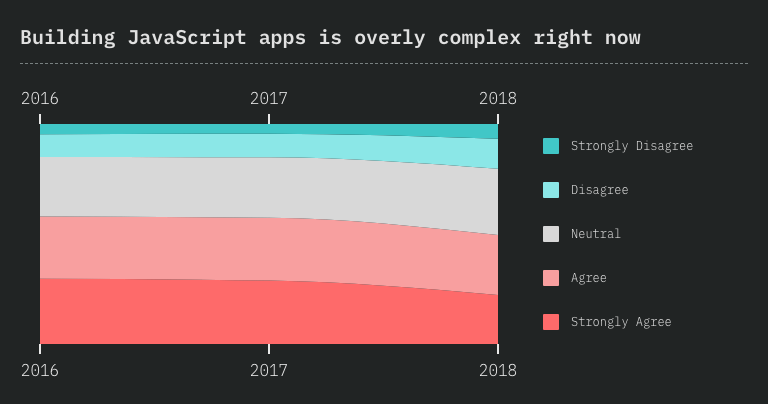 Building JavaScript apps is overly complex right now
2016 2017 2018
Strongly Disagree
Disagree
Neutral
Agree
Strongly Agree
2016 2017 2018